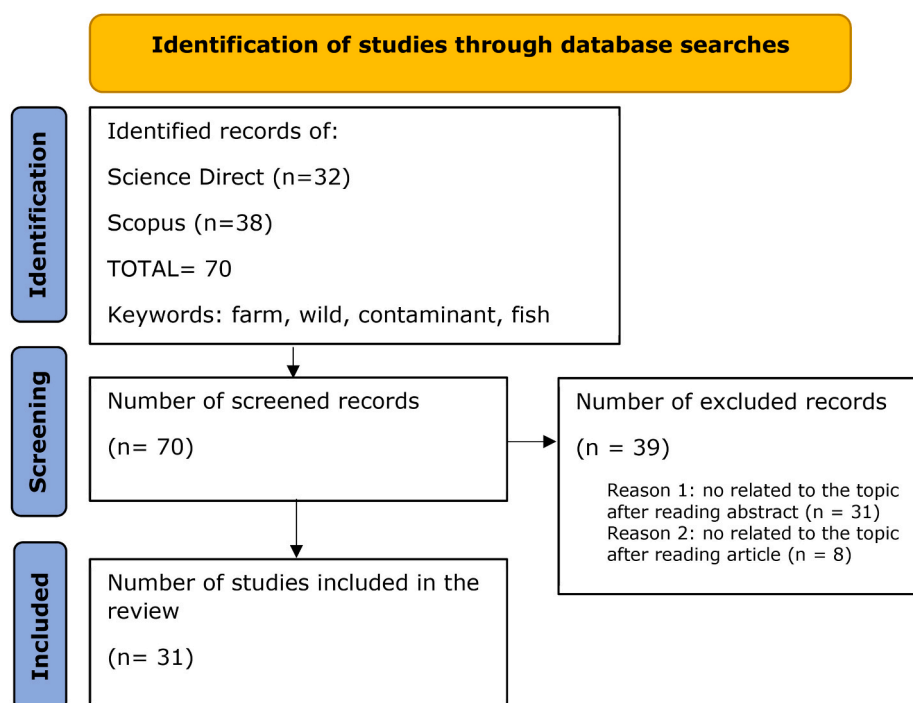 Identification of studies through database searches
Identification
Identified records of:
Science Direct (n=32)
Scopus (n=38)
TOTAL= 70
Keywords: farm, wild, contaminant, fish
Screening
Number of screened records
(n= 70)
Number of excluded records
(n = 39)
Reason 1: no related to the topic
after reading abstract (n = 31)
Reason 2: no related to the topic
after reading article (n = 8)
Included
Number of studies included in the
review
(n= 31)